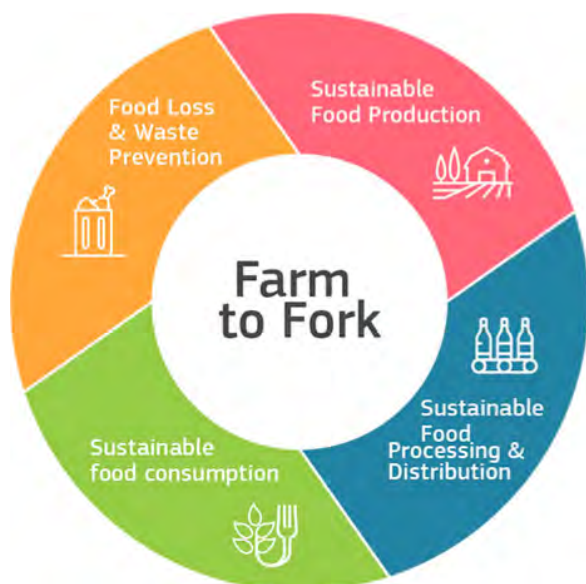 Food Loss
& Waste
Prevention
Sustainable
Food Production
Farm
to Fork
Sustainable
Food
Processing &
Distribution
Sustainable
food consumption